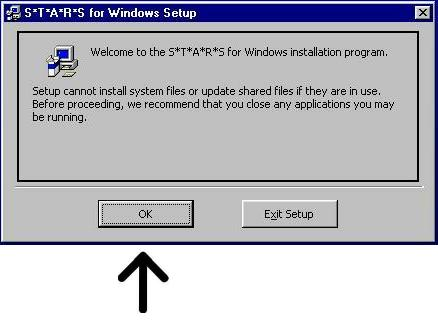 S*T*A*R*S for Windows Setup
Welcome to the S*T*A*R*S for Windows installation program.
Setup cannot install system files or update shared files if they are in use.
Before proceeding, we recommend that you close any applications you may
be running.
OK
Exit Setup